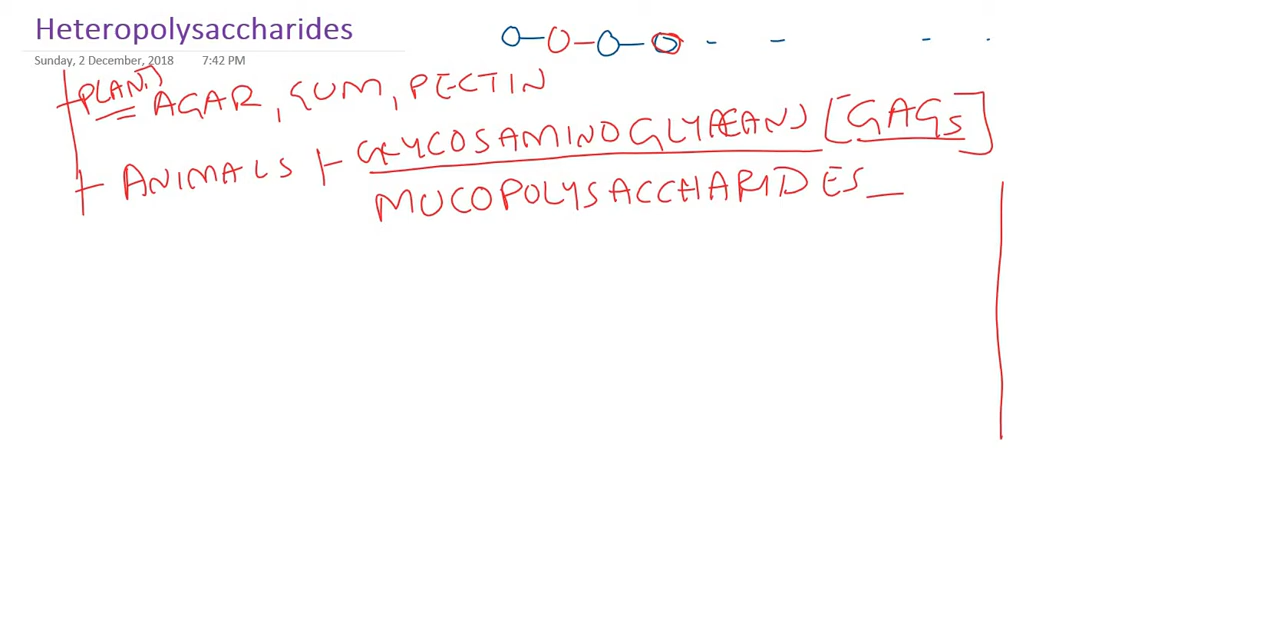 Heteropolysaccharides
Sunday, 2 December, 2018 7:42 PM
PLANT) AGAR, GUM, PECTIN
ANIMALS GLYCOSAMINOGLYCANS [GAGs]
MUCOPOLYSACCHARIDES